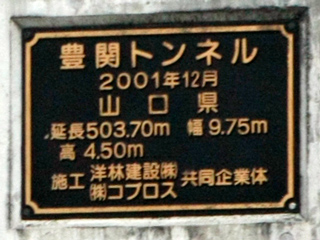 豊関トンネル
2001年12月
山口県
延長503.70m 幅 9.75m
高 4.50m
施工 洋林建設㈱ 共同企業体
㈱コプロス